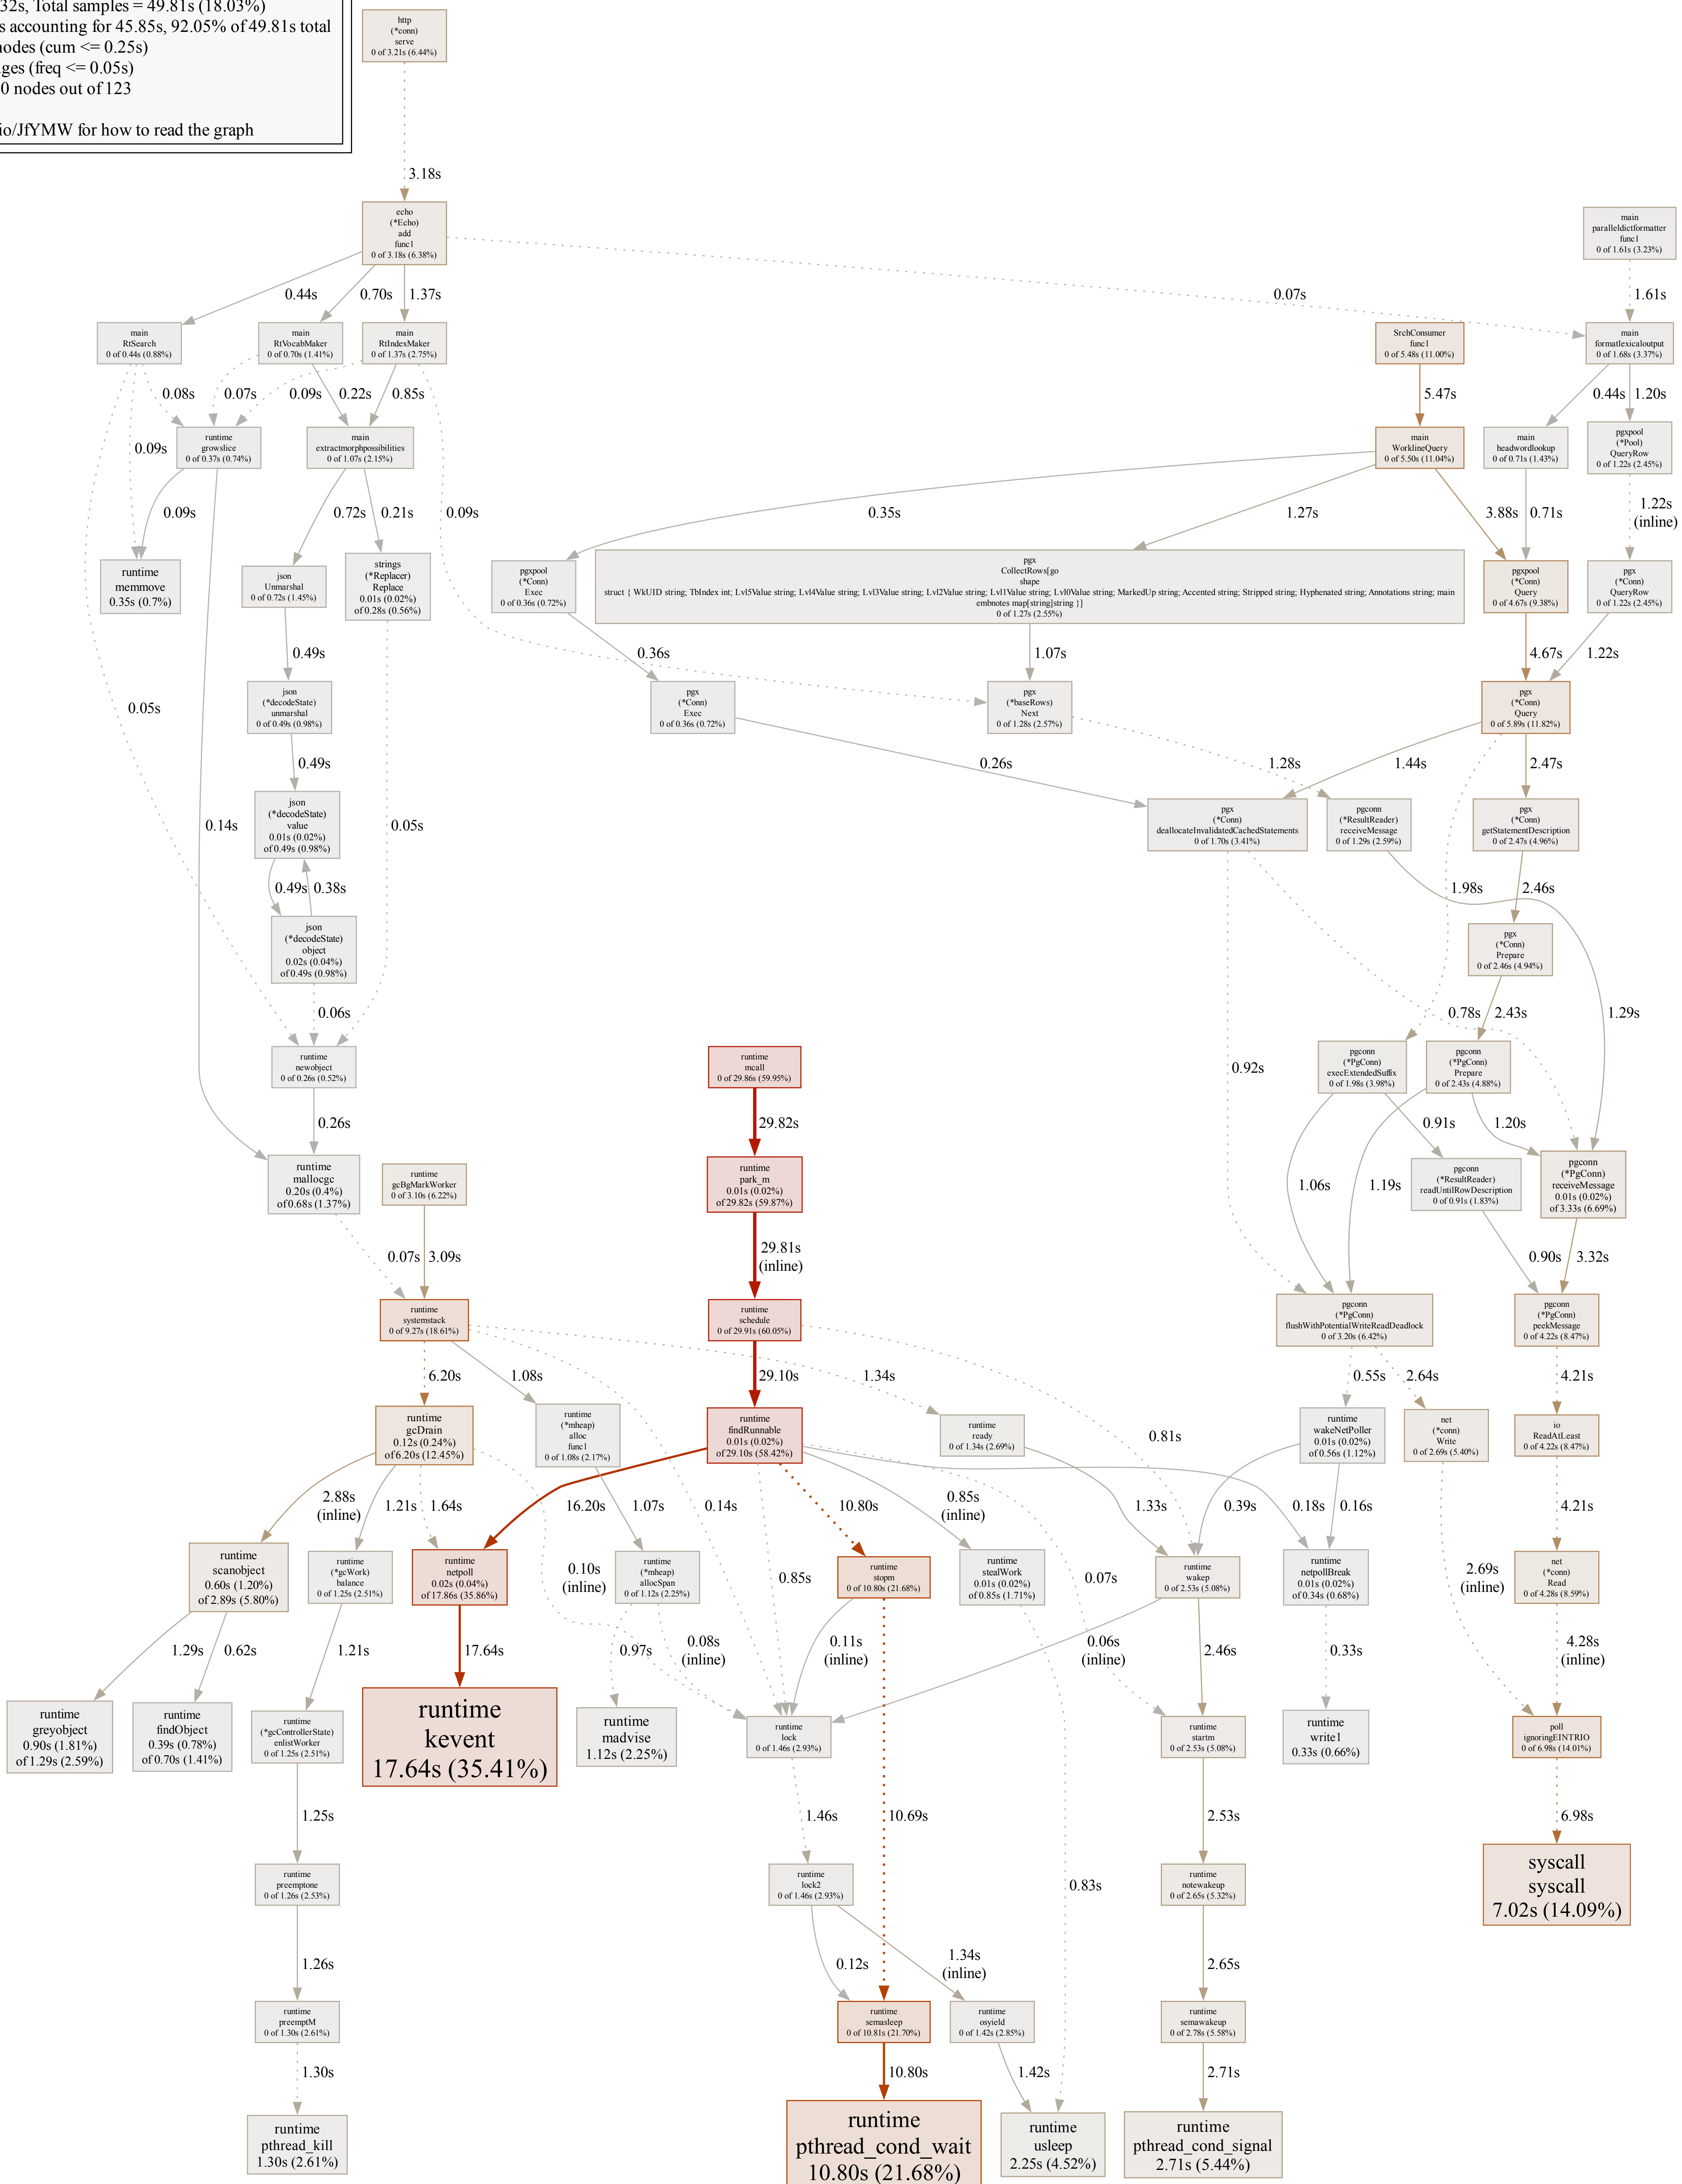 32s, Total samples = 49.81s (18.03%)
s accounting for 45.85s, 92.05% of 49.81s total
nodes (cum <= 0.25s)
ges (freq <= 0.05s)
0 nodes out of 123
io/JfYMW for how to read the graph
http
(*conn)
serve
0 of 3.21s (6.44%)
3.18s
echo
(*Echo)
add
func1
0 of 3.18s (6.38%)
main
paralleldictformatter
func1
0 of 1.61s (3.23%)
0.44s
0.70s
1.37s
0.07s
1.61s
main
RtSearch
0 of 0.44s (0.88%)
main
RtVocabMaker
0 of 0.70s (1.41%)
main
RtIndexMaker
0 of 1.37s (2.75%)
SrchConsumer
func1
0 of 5.48s (11.00%)
main
formatlexicaloutput
0 of 1.68s (3.37%)
0.08s
0.07s
0.09s
0.22s
0.85s
5.47s
0.44s
1.20s
0.09s
runtime
growslice
0 of 0.37s (0.74%)
main
extractmorphpossibilities
0 of 1.07s (2.15%)
main
WorklineQuery
0 of 5.50s (11.04%)
main
headwordlookup
0 of 0.71s (1.43%)
pgxpool
(*Pool)
QueryRow
0 of 1.22s (2.45%)
0.09s
0.72s
0.21s
0.09s
0.35s
1.27s
3.88s
0.71s
1.22s
(inline)
runtime
memmove
0.35s (0.7%)
json
Unmarshal
0 of 0.72s (1.45%)
strings
(*Replacer)
Replace
0.01s (0.02%)
of 0.28s (0.56%)
pgxpool
(*Conn)
Exec
0 of 0.36s (0.72%)
pgx
CollectRows[go
shape
struct { WkUID string; TbIndex int; Lvl5Value string; Lvl4Value string; Lvl3Value string; Lvl2Value string; Lvl1Value string; Lvl0Value string; MarkedUp string; Accented string; Stripped string; Hyphenated string; Annotations string; main
embnotes map[string]string }]
0 of 1.27s (2.55%)
pgxpool
(*Conn)
Query
0 of 4.67s (9.38%)
pgx
(*Conn)
QueryRow
0 of 1.22s (2.45%)
0.49s
0.36s
1.07s
4.67s
1.22s
0.05s
json
(*decodeState)
unmarshal
0 of 0.49s (0.98%)
pgx
(*Conn)
Exec
0 of 0.36s (0.72%)
pgx
(*baseRows)
Next
0 of 1.28s (2.57%)
pgx
(*Conn)
Query
0 of 5.89s (11.82%)
0.49s
0.26s
1.28s
1.44s
2.47s
0.14s
json
(*decodeState)
value
0.01s (0.02%)
of 0.49s (0.98%)
0.05s
pgx
(*Conn)
deallocateInvalidatedCachedStatements
0 of 1.70s (3.41%)
pgconn
(*ResultReader)
receiveMessage
0 of 1.29s (2.59%)
pgx
(*Conn)
getStatementDescription
0 of 2.47s (4.96%)
0.49s
0.38s
1.98s
2.46s
json
(*decodeState)
object
0.02s (0.04%)
of 0.49s (0.98%)
pgx
(*Conn)
Prepare
0 of 2.46s (4.94%)
0.06s
0.78s
2.43s
1.29s
runtime
newobject
0 of 0.26s (0.52%)
runtime
mcall
0 of 29.86s (59.95%)
0.92s
pgconn
(*PgConn)
execExtendedSuffix
0 of 1.98s (3.98%)
pgconn
(*PgConn)
Prepare
0 of 2.43s (4.88%)
0.26s
29.82s
0.91s
1.20s
runtime
mallocgc
0.20s (0.4%)
of 0.68s (1.37%)
runtime
gcBgMarkWorker
0 of 3.10s (6.22%)
runtime
park_m
0.01s (0.02%)
of 29.82s (59.87%)
1.06s
1.19s
pgconn
(*ResultReader)
readUntilRowDescription
0 of 0.91s (1.83%)
pgconn
(*PgConn)
receiveMessage
0.01s (0.02%)
of 3.33s (6.69%)
0.07s
3.09s
29.81s
(inline)
0.90s
3.32s
runtime
systemstack
0 of 9.27s (18.61%)
runtime
schedule
0 of 29.91s (60.05%)
pgconn
(*PgConn)
flushWithPotentialWriteReadDeadlock
0 of 3.20s (6.42%)
pgconn
(*PgConn)
peekMessage
0 of 4.22s (8.47%)
6.20s
1.08s
29.10s
1.34s
0.55s
2.64s
4.21s
runtime
gcDrain
0.12s (0.24%)
of 6.20s (12.45%)
runtime
(*mheap)
alloc
func1
0 of 1.08s (2.17%)
runtime
findRunnable
0.01s (0.02%)
of 29.10s (58.42%)
runtime
ready
0 of 1.34s (2.69%)
0.81s
runtime
wakeNetPoller
0.01s (0.02%)
of 0.56s (1.12%)
net
(*conn)
Write
0 of 2.69s (5.40%)
io
ReadAtLeast
0 of 4.22s (8.47%)
2.88s
(inline)
1.21s
1.64s
16.20s
1.07s
0.14s
10.80s
0.85s
(inline)
1.33s
0.39s
0.18s
0.16s
4.21s
runtime
scanobject
0.60s (1.20%)
of 2.89s (5.80%)
runtime
(*gcWork)
balance
0 of 1.25s (2.51%)
runtime
netpoll
0.02s (0.04%)
of 17.86s (35.86%)
0.10s
(inline)
runtime
(*mheap)
allocSpan
0 of 1.12s (2.25%)
0.85s
runtime
stopm
0 of 10.80s (21.68%)
runtime
stealWork
0.01s (0.02%)
of 0.85s (1.71%)
0.07s
runtime
wakep
0 of 2.53s (5.08%)
runtime
netpollBreak
0.01s (0.02%)
of 0.34s (0.68%)
2.69s
(inline)
net
(*conn)
Read
0 of 4.28s (8.59%)
1.29s
0.62s
1.21s
17.64s
0.97s
0.08s
(inline)
0.11s
(inline)
0.06s
(inline)
2.46s
0.33s
4.28s
(inline)
runtime
greyobject
0.90s (1.81%)
of 1.29s (2.59%)
runtime
findObject
0.39s (0.78%)
of 0.70s (1.41%)
runtime
(*gcControllerState)
enlistWorker
0 of 1.25s (2.51%)
runtime
kevent
17.64s (35.41%)
runtime
madvise
1.12s (2.25%)
runtime
lock
0 of 1.46s (2.93%)
runtime
startm
0 of 2.53s (5.08%)
runtime
write1
0.33s (0.66%)
poll
ignoringEINTRIO
0 of 6.98s (14.01%)
1.25s
1.46s
10.69s
2.53s
6.98s
runtime
preemptone
0 of 1.26s (2.53%)
runtime
lock2
0 of 1.46s (2.93%)
0.83s
runtime
notewakeup
0 of 2.65s (5.32%)
syscall
syscall
7.02s (14.09%)
1.26s
0.12s
1.34s
(inline)
2.65s
runtime
preemptM
0 of 1.30s (2.61%)
runtime
semasleep
0 of 10.81s (21.70%)
runtime
osyield
0 of 1.42s (2.85%)
runtime
semawakeup
0 of 2.78s (5.58%)
1.30s
10.80s
1.42s
2.71s
runtime
pthread_kill
1.30s (2.61%)
runtime
pthread_cond_wait
10.80s (21.68%)
runtime
usleep
2.25s (4.52%)
runtime
pthread_cond_signal
2.71s (5.44%)